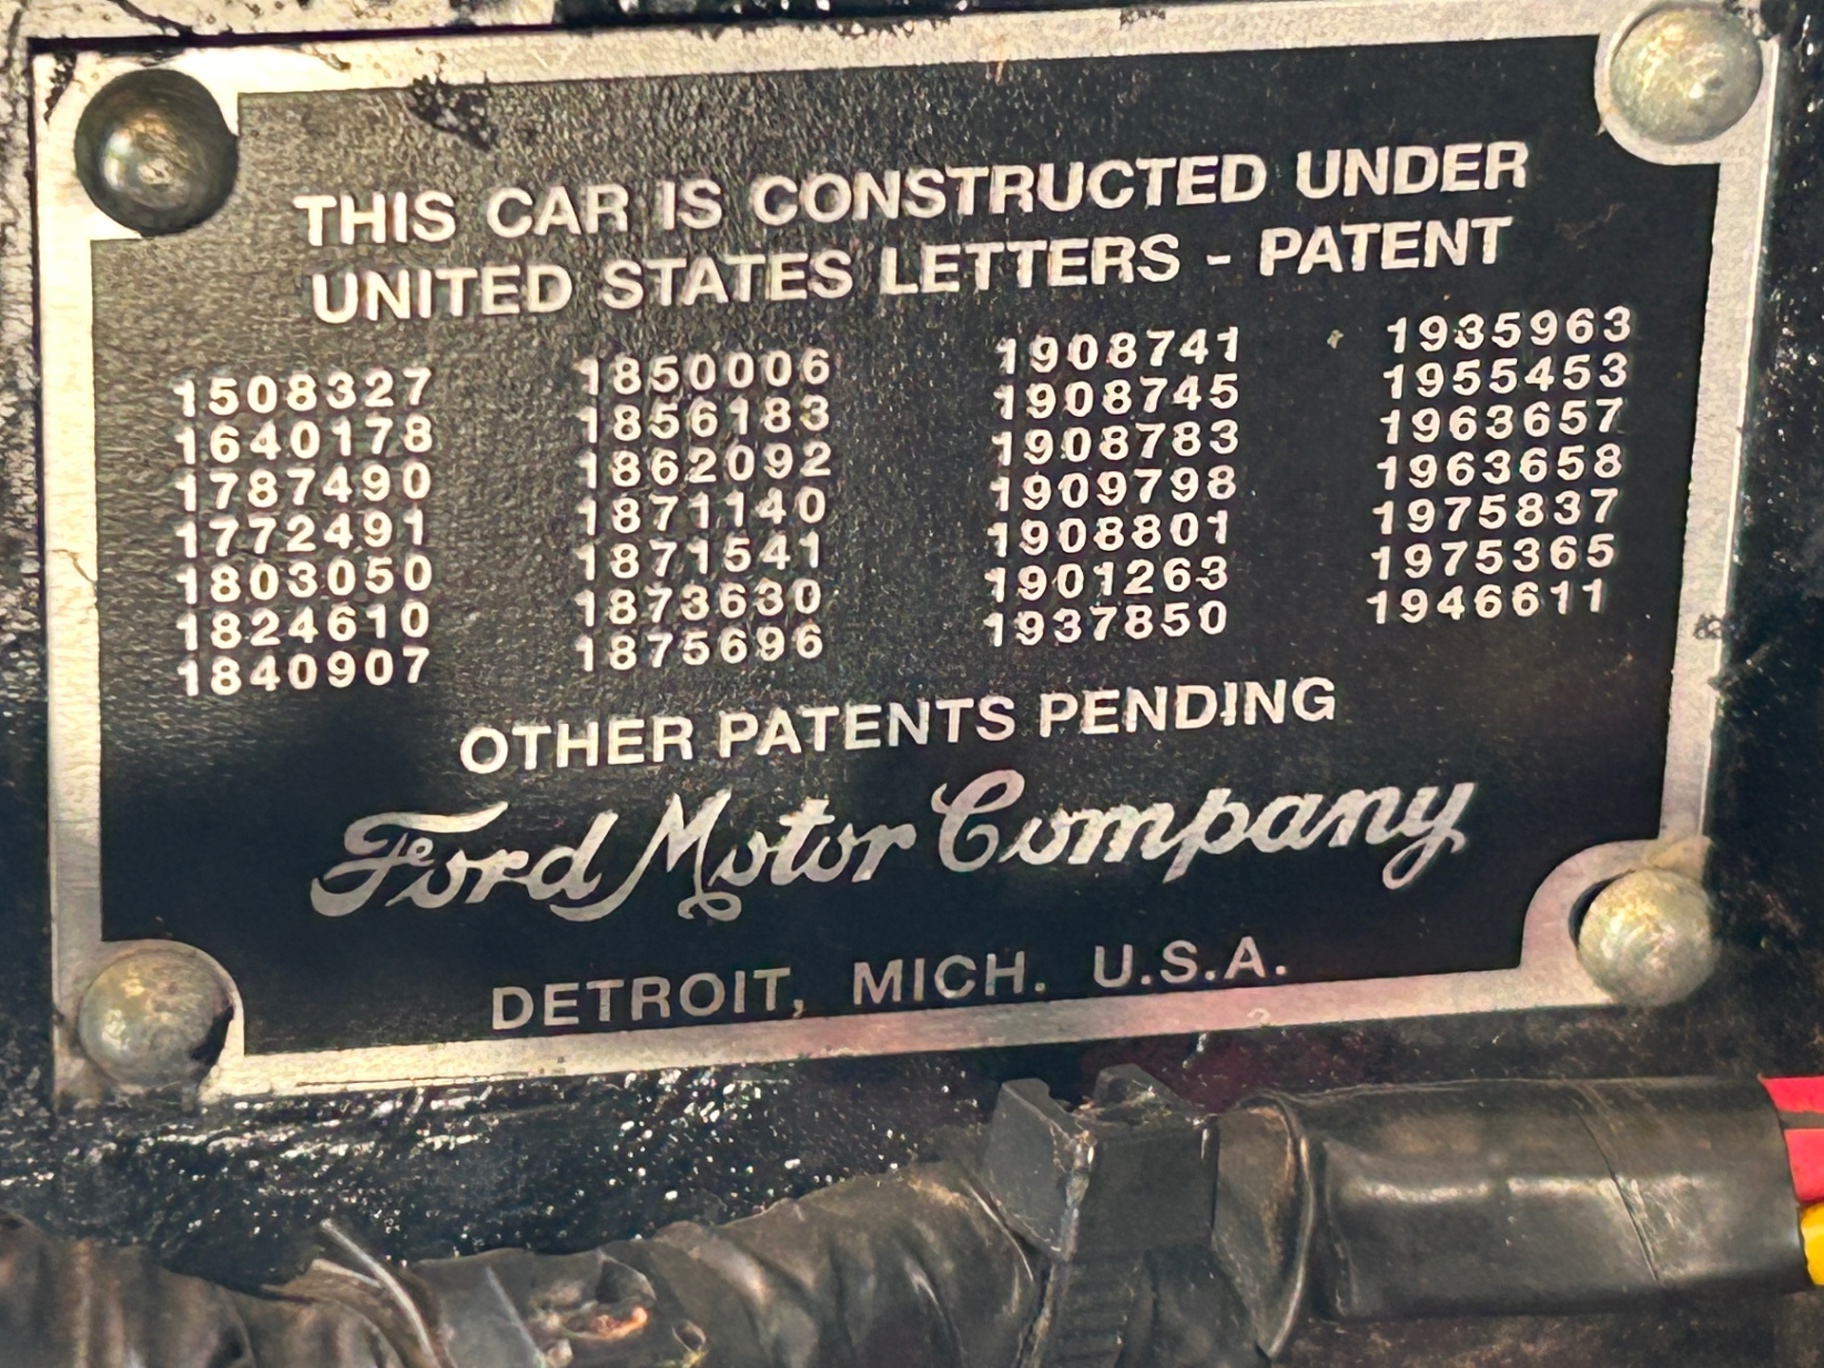 THIS CAR IS CONSTRUCTED UNDER
UNITED STATES LETTERS - PATENT
1508327 1850006 1908741 1935963
1640178 1856183 1908745 1955453
1787490 1862092 1908783 1963657
1772491 1871140 1909798 1963658
1803050 1871541 1908801 1975837
1824610 1873630 1901263 1975365
1840907 1875696 1937850 1946611
OTHER PATENTS PENDING
Ford Motor Company
DETROIT, MICH. U.S.A.